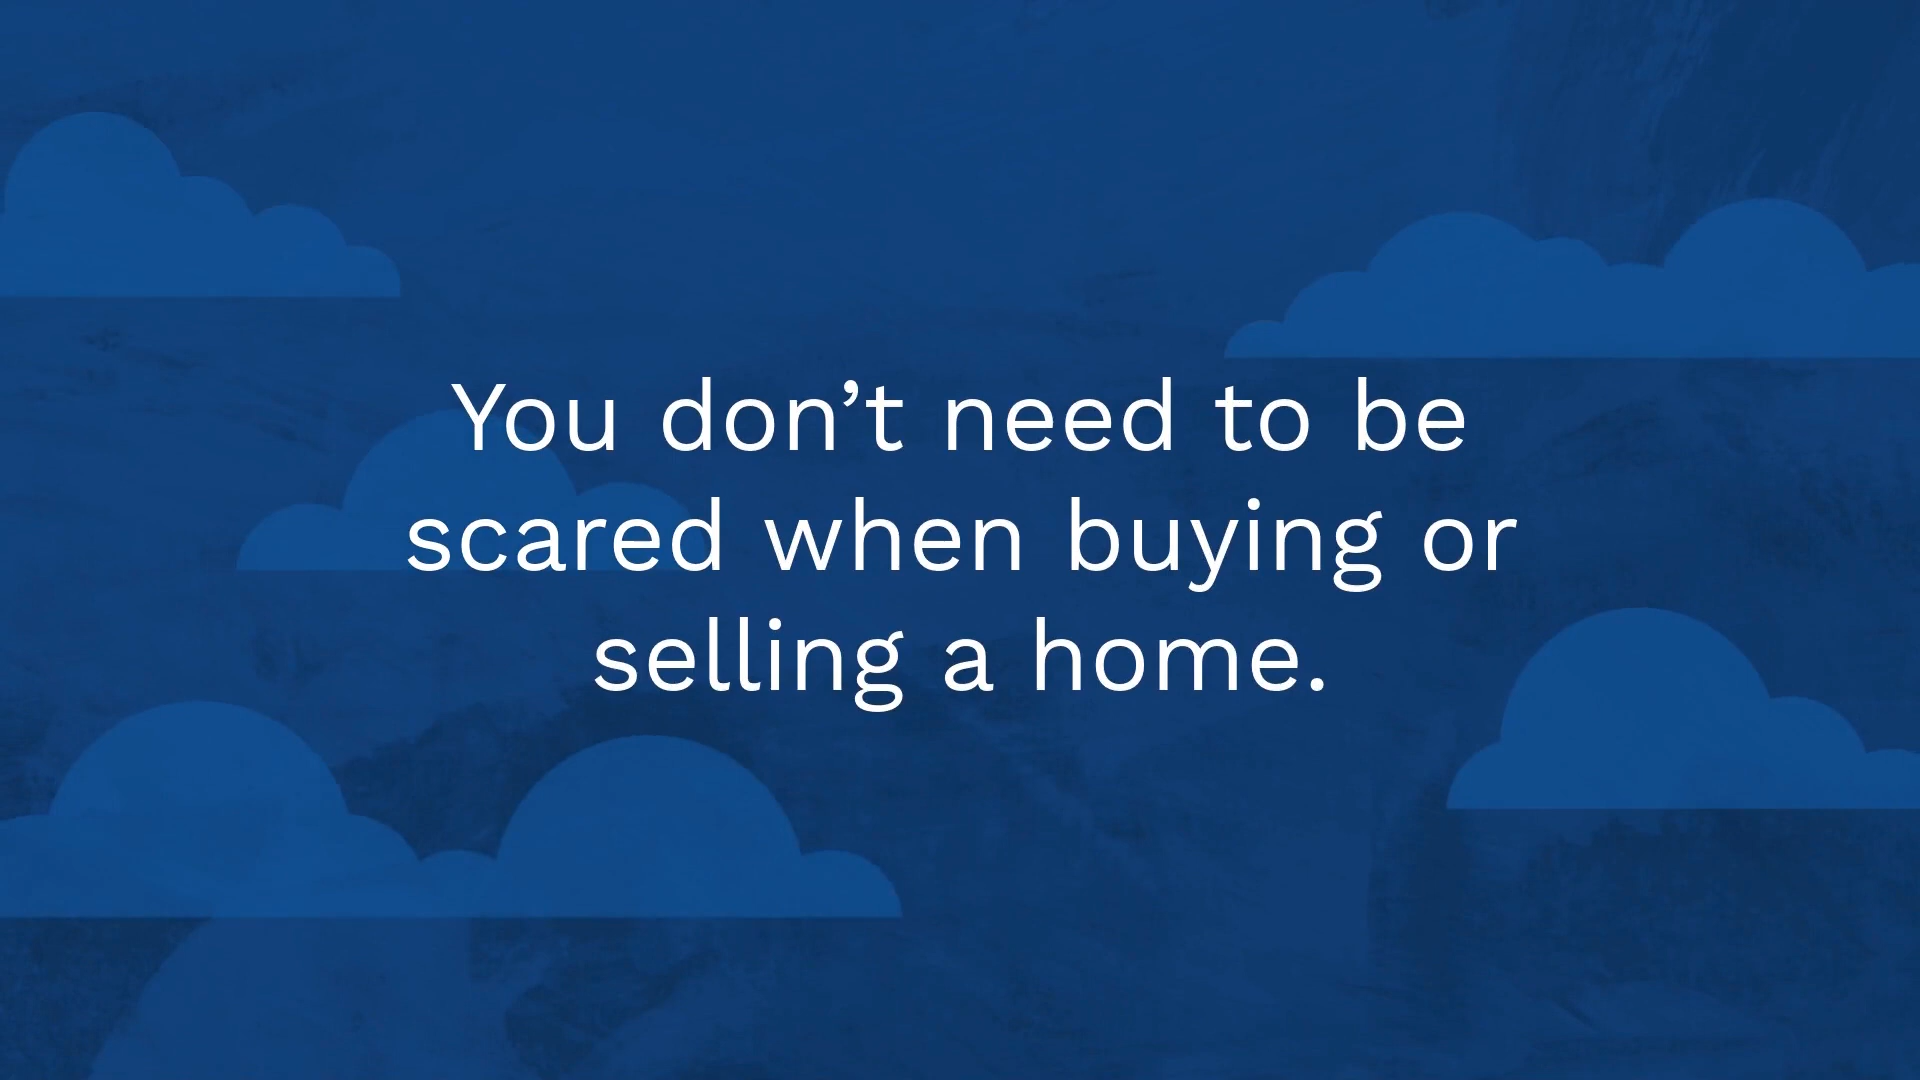 You don’t need to be
scared when buying or
selling a home.